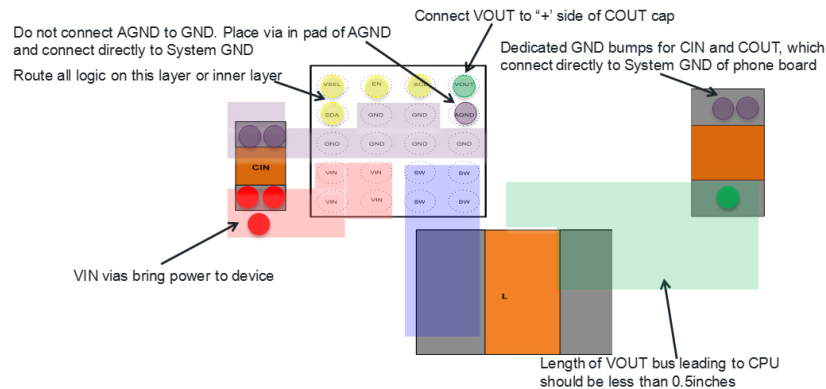 Connect VOUT to “+’ side of COUT cap
Do not connect AGND to GND. Place via in pad of AGND
and connect directly to System GND
Dedicated GND bumps for CIN and COUT, which
connect directly to System GND of phone board
Route all logic on this layer or inner layer
VSEL EN SCL VOUT
SDA GND GND AGND
GND GND GND GND
CIN
VIN VIN SW SW
VIN VIN SW SW
VIN vias bring power to device
L
Length of VOUT bus leading to CPU
should be less than 0.5inches